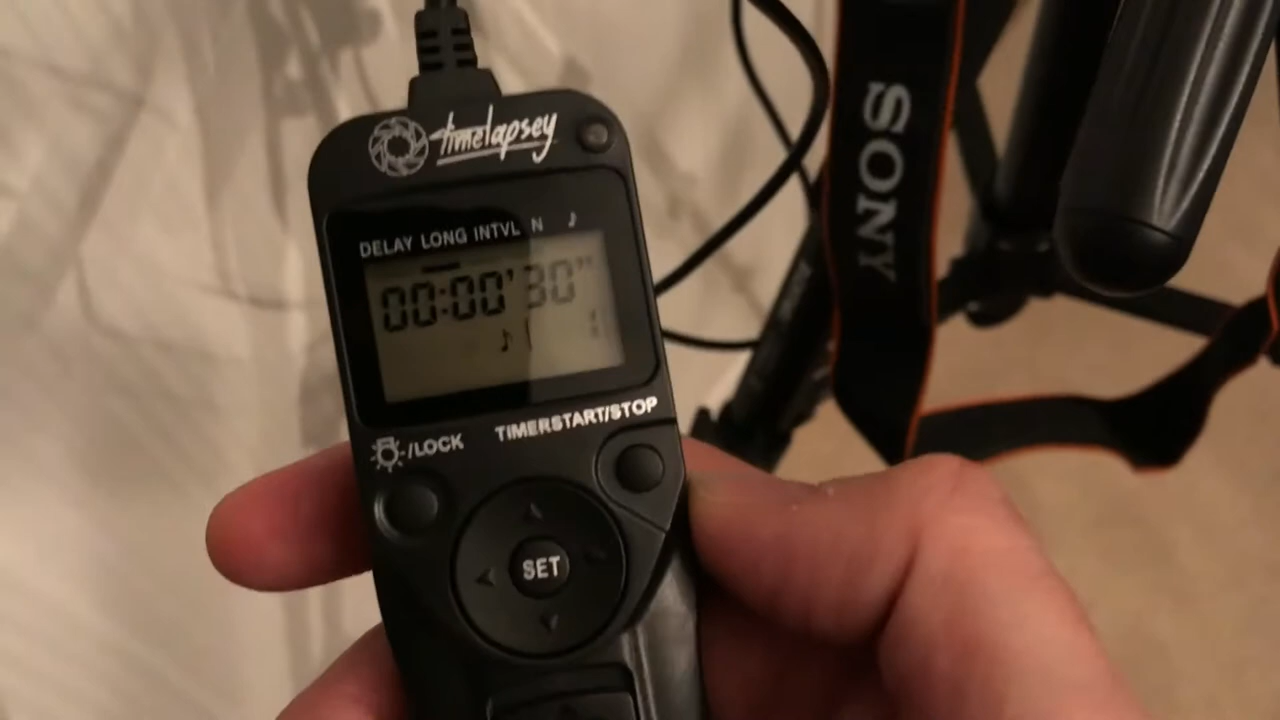 timelapsey
DELAY LONG INTVL N ♪
00:00'30"
♪
/LOCK
TIMERSTART/STOP
SET
SONY